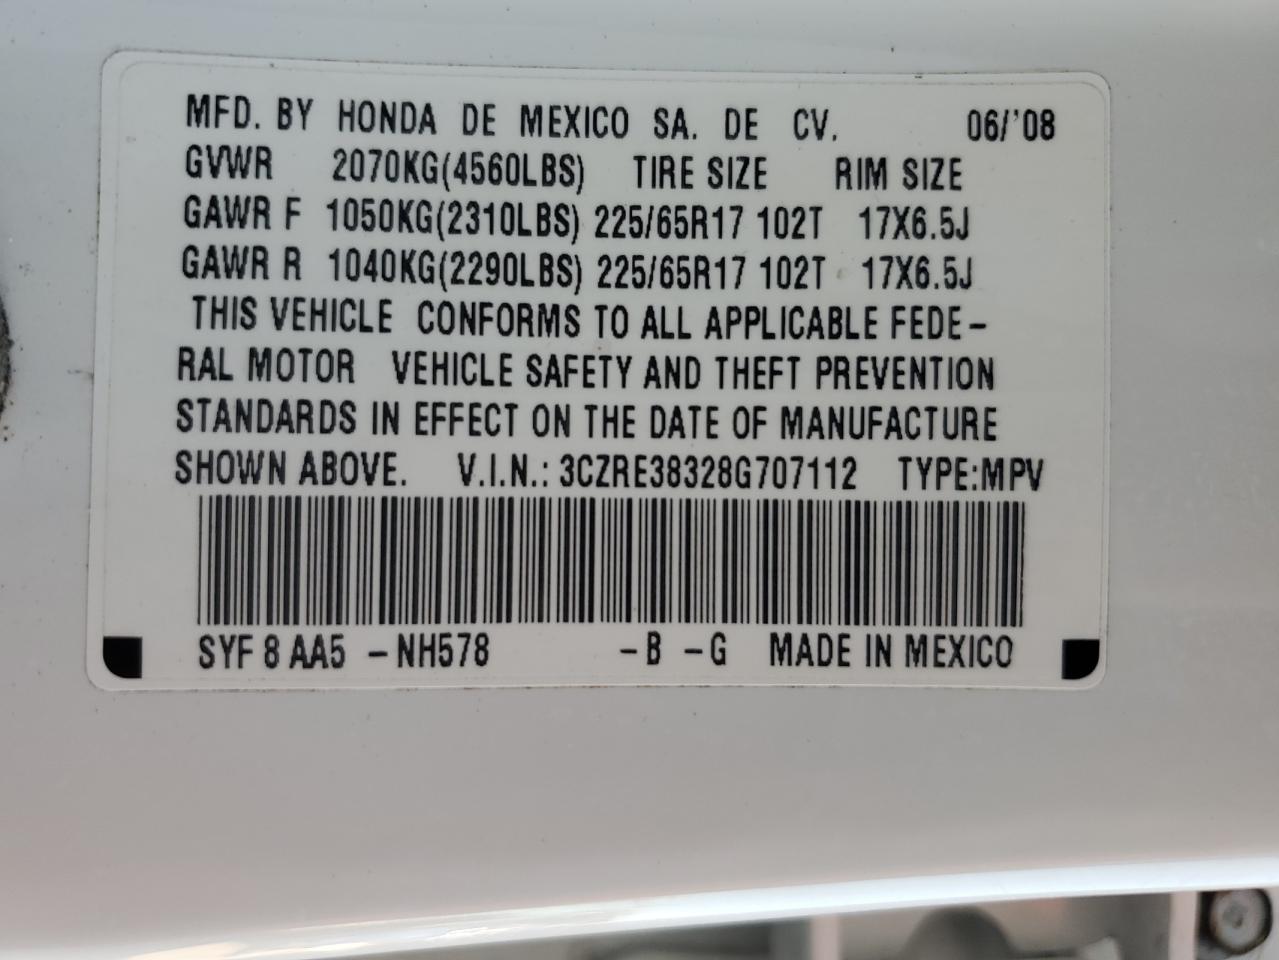 MFD. BY HONDA DE MEXICO SA. DE CV. 06/'08
GVWR 2070KG(4560LBS) TIRE SIZE RIM SIZE
GAWR F 1050KG(2310LBS) 225/65R17 102T 17X6.5J
GAWR R 1040KG(2290LBS) 225/65R17 102T 17X6.5J
THIS VEHICLE CONFORMS TO ALL APPLICABLE FEDE-
RAL MOTOR VEHICLE SAFETY AND THEFT PREVENTION
STANDARDS IN EFFECT ON THE DATE OF MANUFACTURE
SHOWN ABOVE. V.I.N.: 3CZRE38328G707112 TYPE:MPV
SYF 8 AA5 -NH578 -B -G MADE IN MEXICO